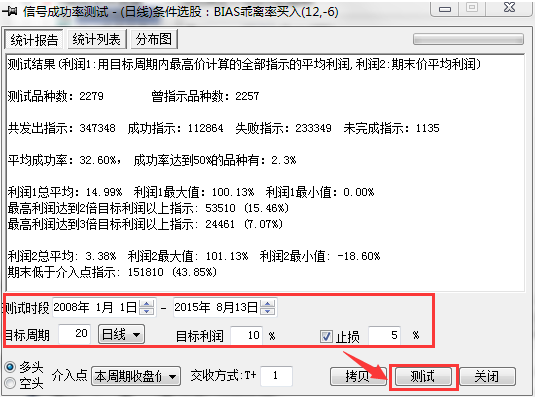 信号成功率测试 - (日线)条件选股：BIAS乖离率买入(12,-6)
统计报告 统计列表 分布图
测试结果(利润1:用目标周期内最高价计算的全部指示的平均利润,利润2:期末价平均利润)
测试品种数: 2279 曾指示品种数: 2257
共发出指示: 347348 成功指示: 112864 失败指示: 233349 未完成指示: 1135
平均成功率: 32.60%， 成功率达到50%的品种有: 2.3%
利润1总平均: 14.99% 利润1最大值: 100.13% 利润1最小值: 0.00%
最高利润达到2倍目标利润以上指示: 53510 (15.46%)
最高利润达到3倍目标利润以上指示: 24461 (7.07%)
利润2总平均: 3.38% 利润2最大值: 101.13% 利润2最小值: -18.60%
期末低于介入点指示: 151810 (43.85%)
测试时段 2008年 1月 1日 - 2015年 8月13日
目标周期 20 日线 目标利润 10 % 止损 5 %
多头
空头
介入点 本周期收盘价 交收方式:T+ 1 拷贝 测试 关闭